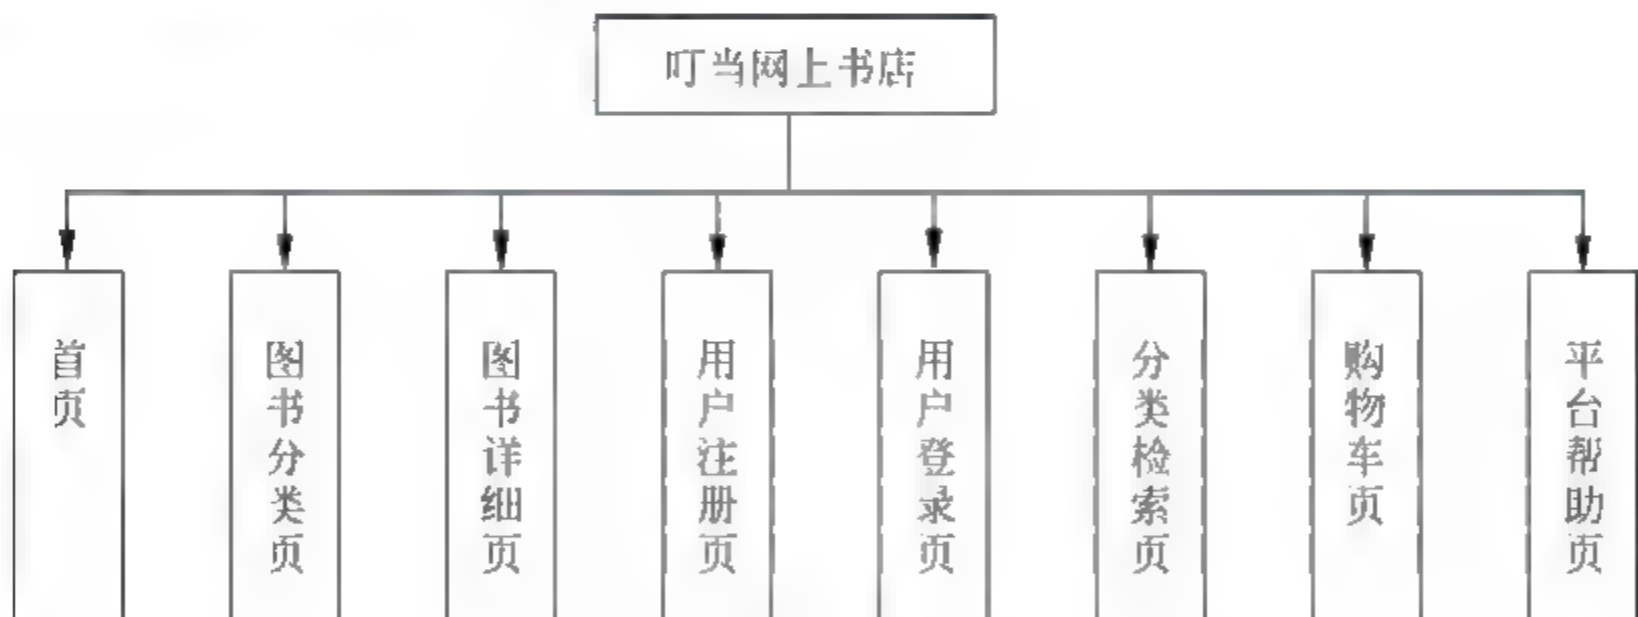 叮当网上书店
首页
图书分类页
图书详细页
用户注册页
用户登录页
分类检索页
购物车页
平台帮助页